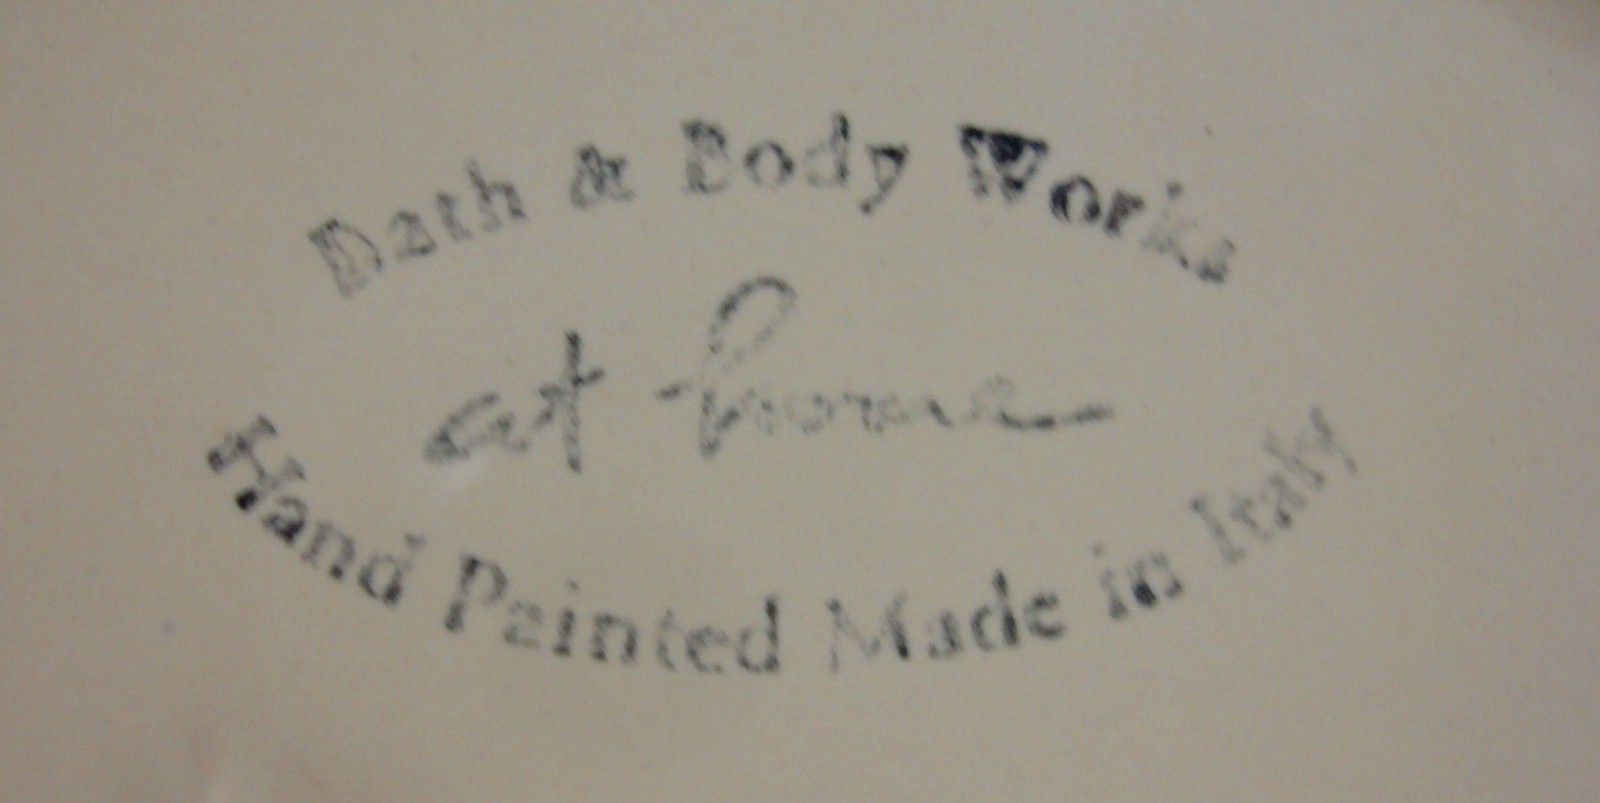 Bath & Body Works
at home
Hand Painted Made in Italy